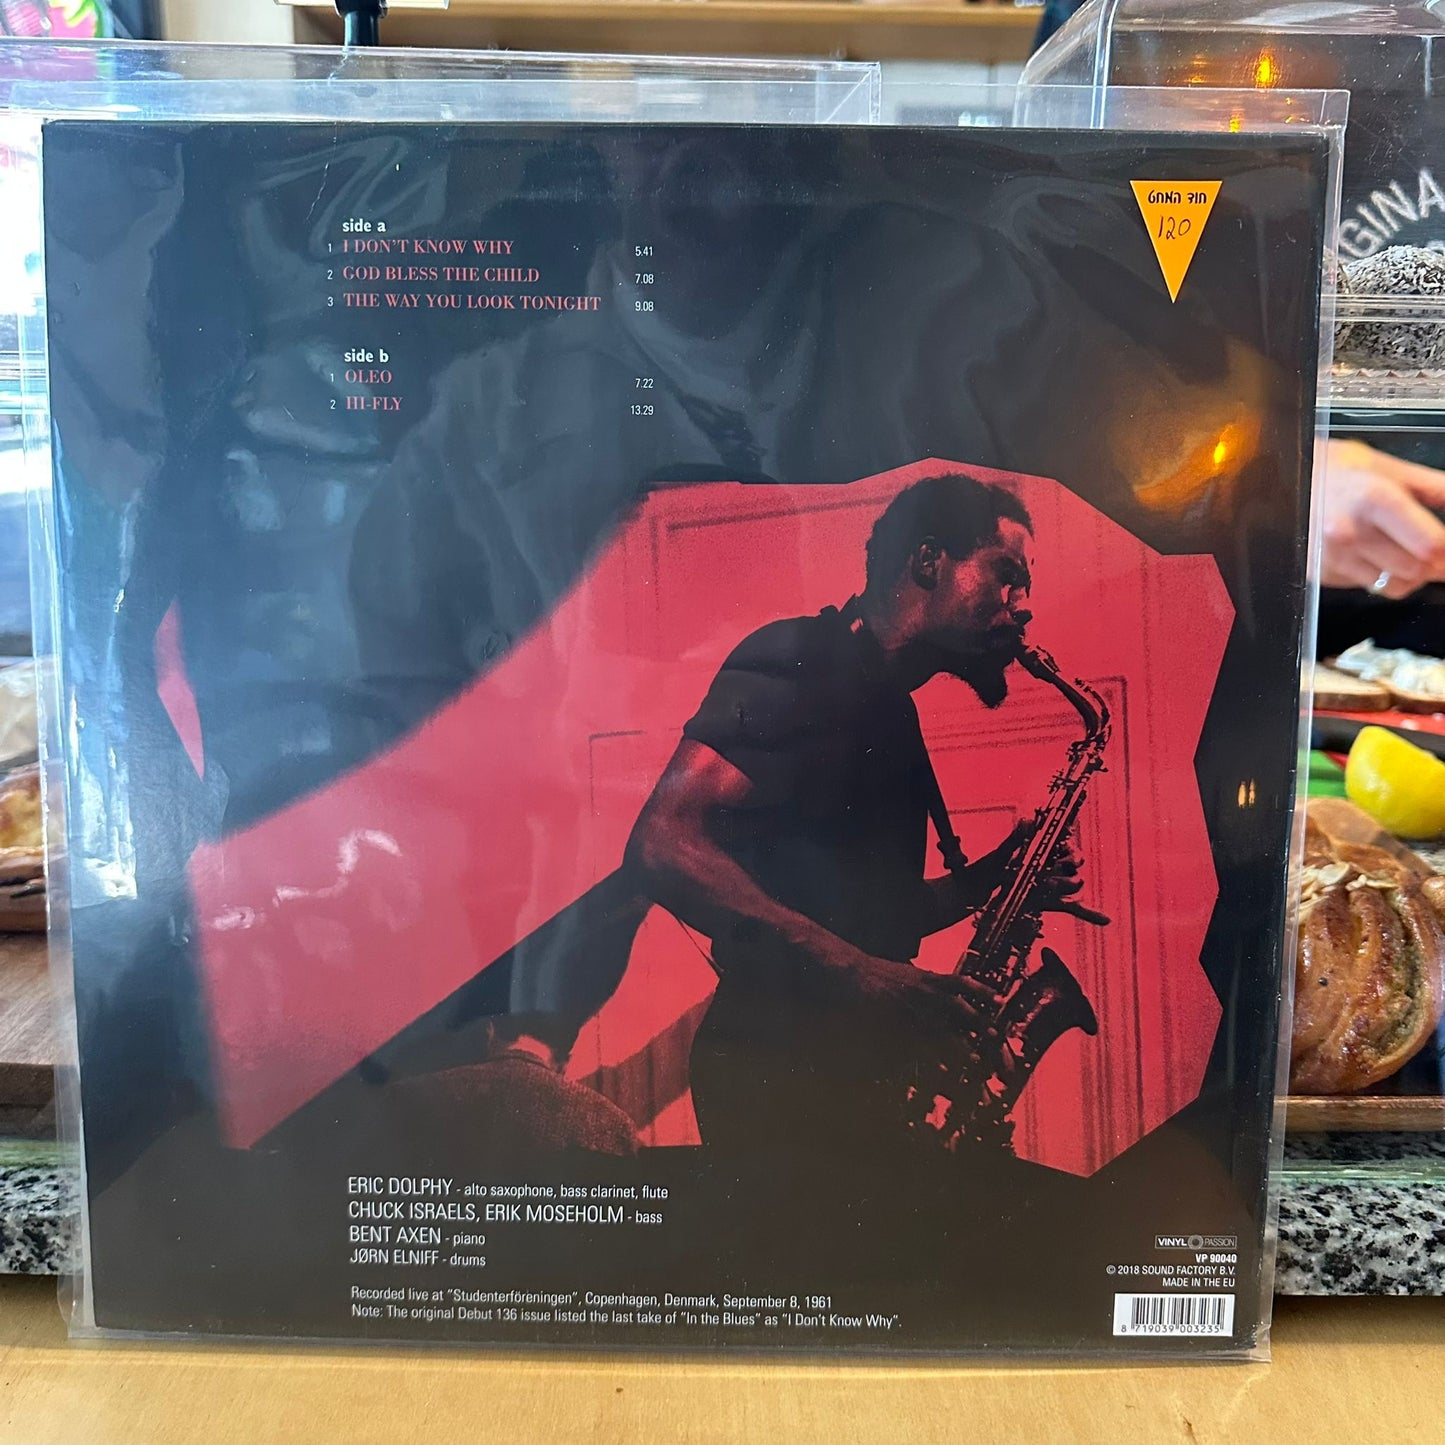 side a
1 I DON'T KNOW WHY 5.41
2 GOD BLESS THE CHILD 7.08
3 THE WAY YOU LOOK TONIGHT 9.08
side b
1 OLEO 7.22
2 HI-FLY 13.29
חוד המחט
120
ERIC DOLPHY - alto saxophone, bass clarinet, flute
CHUCK ISRAELS, ERIK MOSEHOLM - bass
BENT AXEN - piano
JØRN ELNIFF - drums
Recorded live at "Studenterföreningen", Copenhagen, Denmark, September 8, 1961
Note: The original Debut 136 issue listed the last take of "In the Blues" as "I Don't Know Why".
VINYL PASSION
VP 90040
© 2018 SOUND FACTORY B.V.
MADE IN THE EU
8 719039 003235